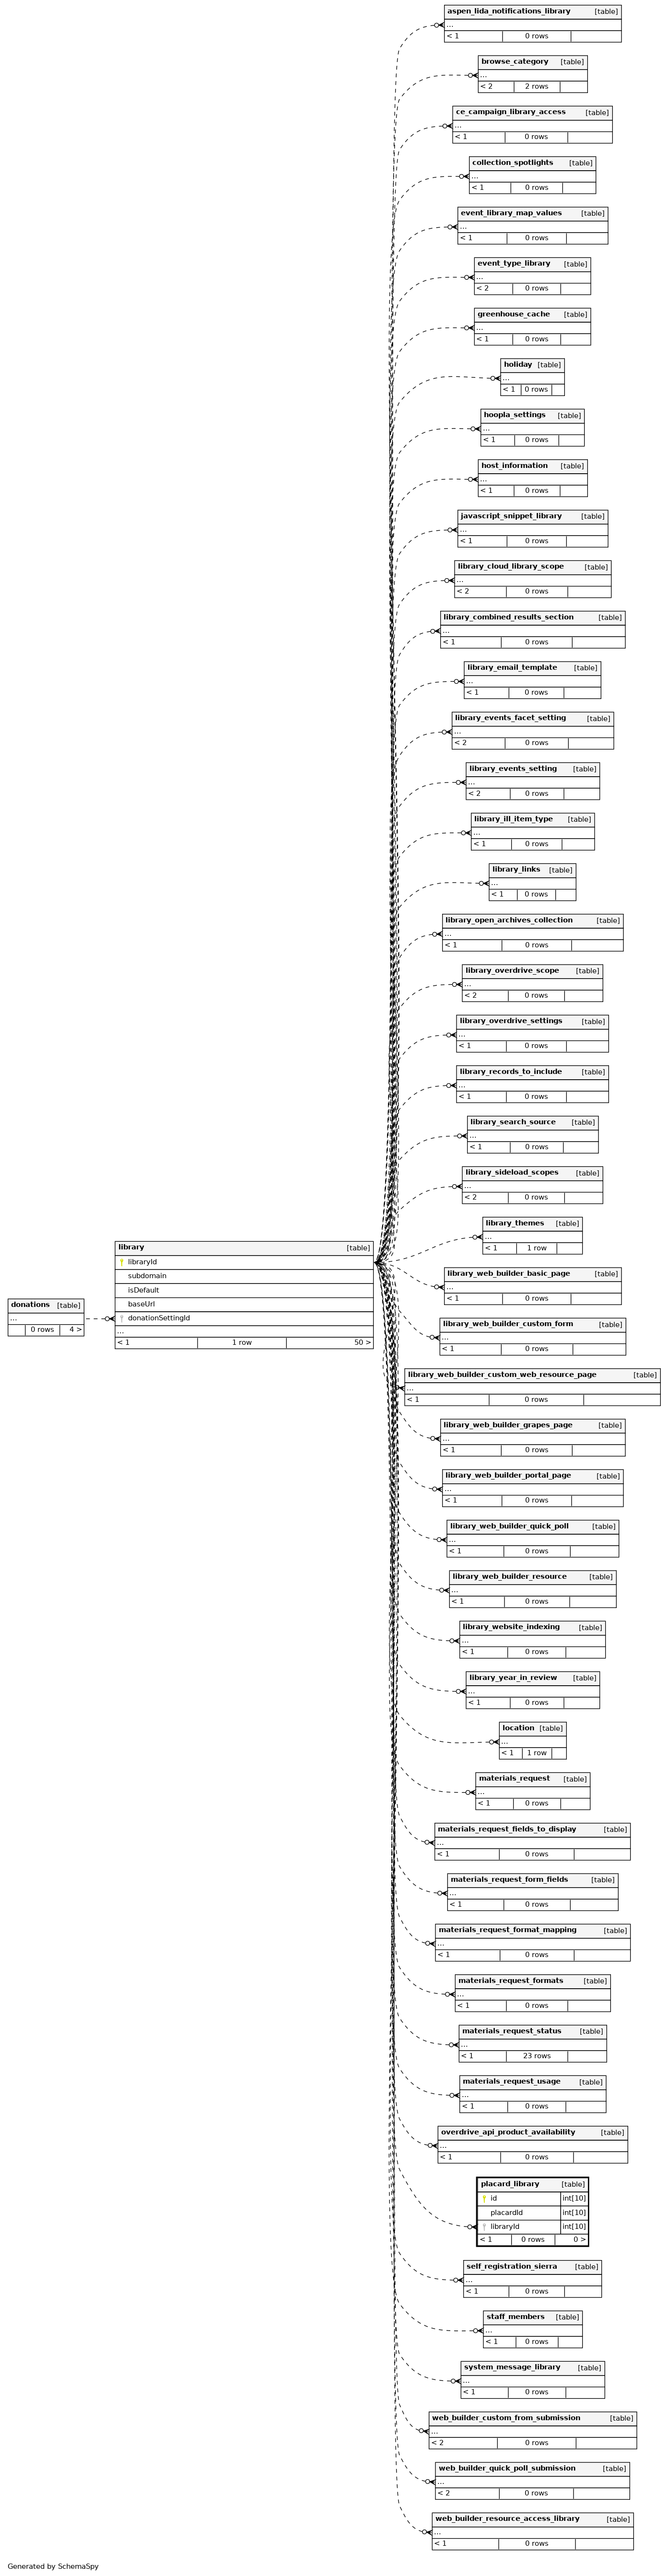 aspen_lida_notifications_library [table]
...
< 1 0 rows
browse_category [table]
...
< 2 2 rows
ce_campaign_library_access [table]
...
< 1 0 rows
collection_spotlights [table]
...
< 1 0 rows
event_library_map_values [table]
...
< 1 0 rows
event_type_library [table]
...
< 2 0 rows
greenhouse_cache [table]
...
< 1 0 rows
holiday [table]
...
< 1 0 rows
hoopla_settings [table]
...
< 1 0 rows
host_information [table]
...
< 1 0 rows
javascript_snippet_library [table]
...
< 1 0 rows
library_cloud_library_scope [table]
...
< 2 0 rows
library_combined_results_section [table]
...
< 1 0 rows
library_email_template [table]
...
< 1 0 rows
library_events_facet_setting [table]
...
< 2 0 rows
library_events_setting [table]
...
< 2 0 rows
library_ill_item_type [table]
...
< 1 0 rows
library_links [table]
...
< 1 0 rows
library_open_archives_collection [table]
...
< 1 0 rows
library_overdrive_scope [table]
...
< 2 0 rows
library_overdrive_settings [table]
...
< 1 0 rows
library_records_to_include [table]
...
< 1 0 rows
library_search_source [table]
...
< 1 0 rows
library_sideload_scopes [table]
...
< 2 0 rows
library_themes [table]
...
< 1 1 row
library [table]
libraryId
subdomain
isDefault
baseUrl
donationSettingId
...
< 1 1 row 50 >
donations [table]
...
0 rows 4 >
library_web_builder_basic_page [table]
...
< 1 0 rows
library_web_builder_custom_form [table]
...
< 1 0 rows
library_web_builder_custom_web_resource_page [table]
...
< 1 0 rows
library_web_builder_grapes_page [table]
...
< 1 0 rows
library_web_builder_portal_page [table]
...
< 1 0 rows
library_web_builder_quick_poll [table]
...
< 1 0 rows
library_web_builder_resource [table]
...
< 1 0 rows
library_website_indexing [table]
...
< 1 0 rows
library_year_in_review [table]
...
< 1 0 rows
location [table]
...
< 1 1 row
materials_request [table]
...
< 1 0 rows
materials_request_fields_to_display [table]
...
< 1 0 rows
materials_request_form_fields [table]
...
< 1 0 rows
materials_request_format_mapping [table]
...
< 1 0 rows
materials_request_formats [table]
...
< 1 0 rows
materials_request_status [table]
...
< 1 23 rows
materials_request_usage [table]
...
< 1 0 rows
overdrive_api_product_availability [table]
...
< 1 0 rows
placard_library [table]
id int[10]
placardId int[10]
libraryId int[10]
< 1 0 rows 0 >
self_registration_sierra [table]
...
< 1 0 rows
staff_members [table]
...
< 1 0 rows
system_message_library [table]
...
< 1 0 rows
web_builder_custom_from_submission [table]
...
< 2 0 rows
web_builder_quick_poll_submission [table]
...
< 2 0 rows
web_builder_resource_access_library [table]
...
< 1 0 rows
Generated by SchemaSpy